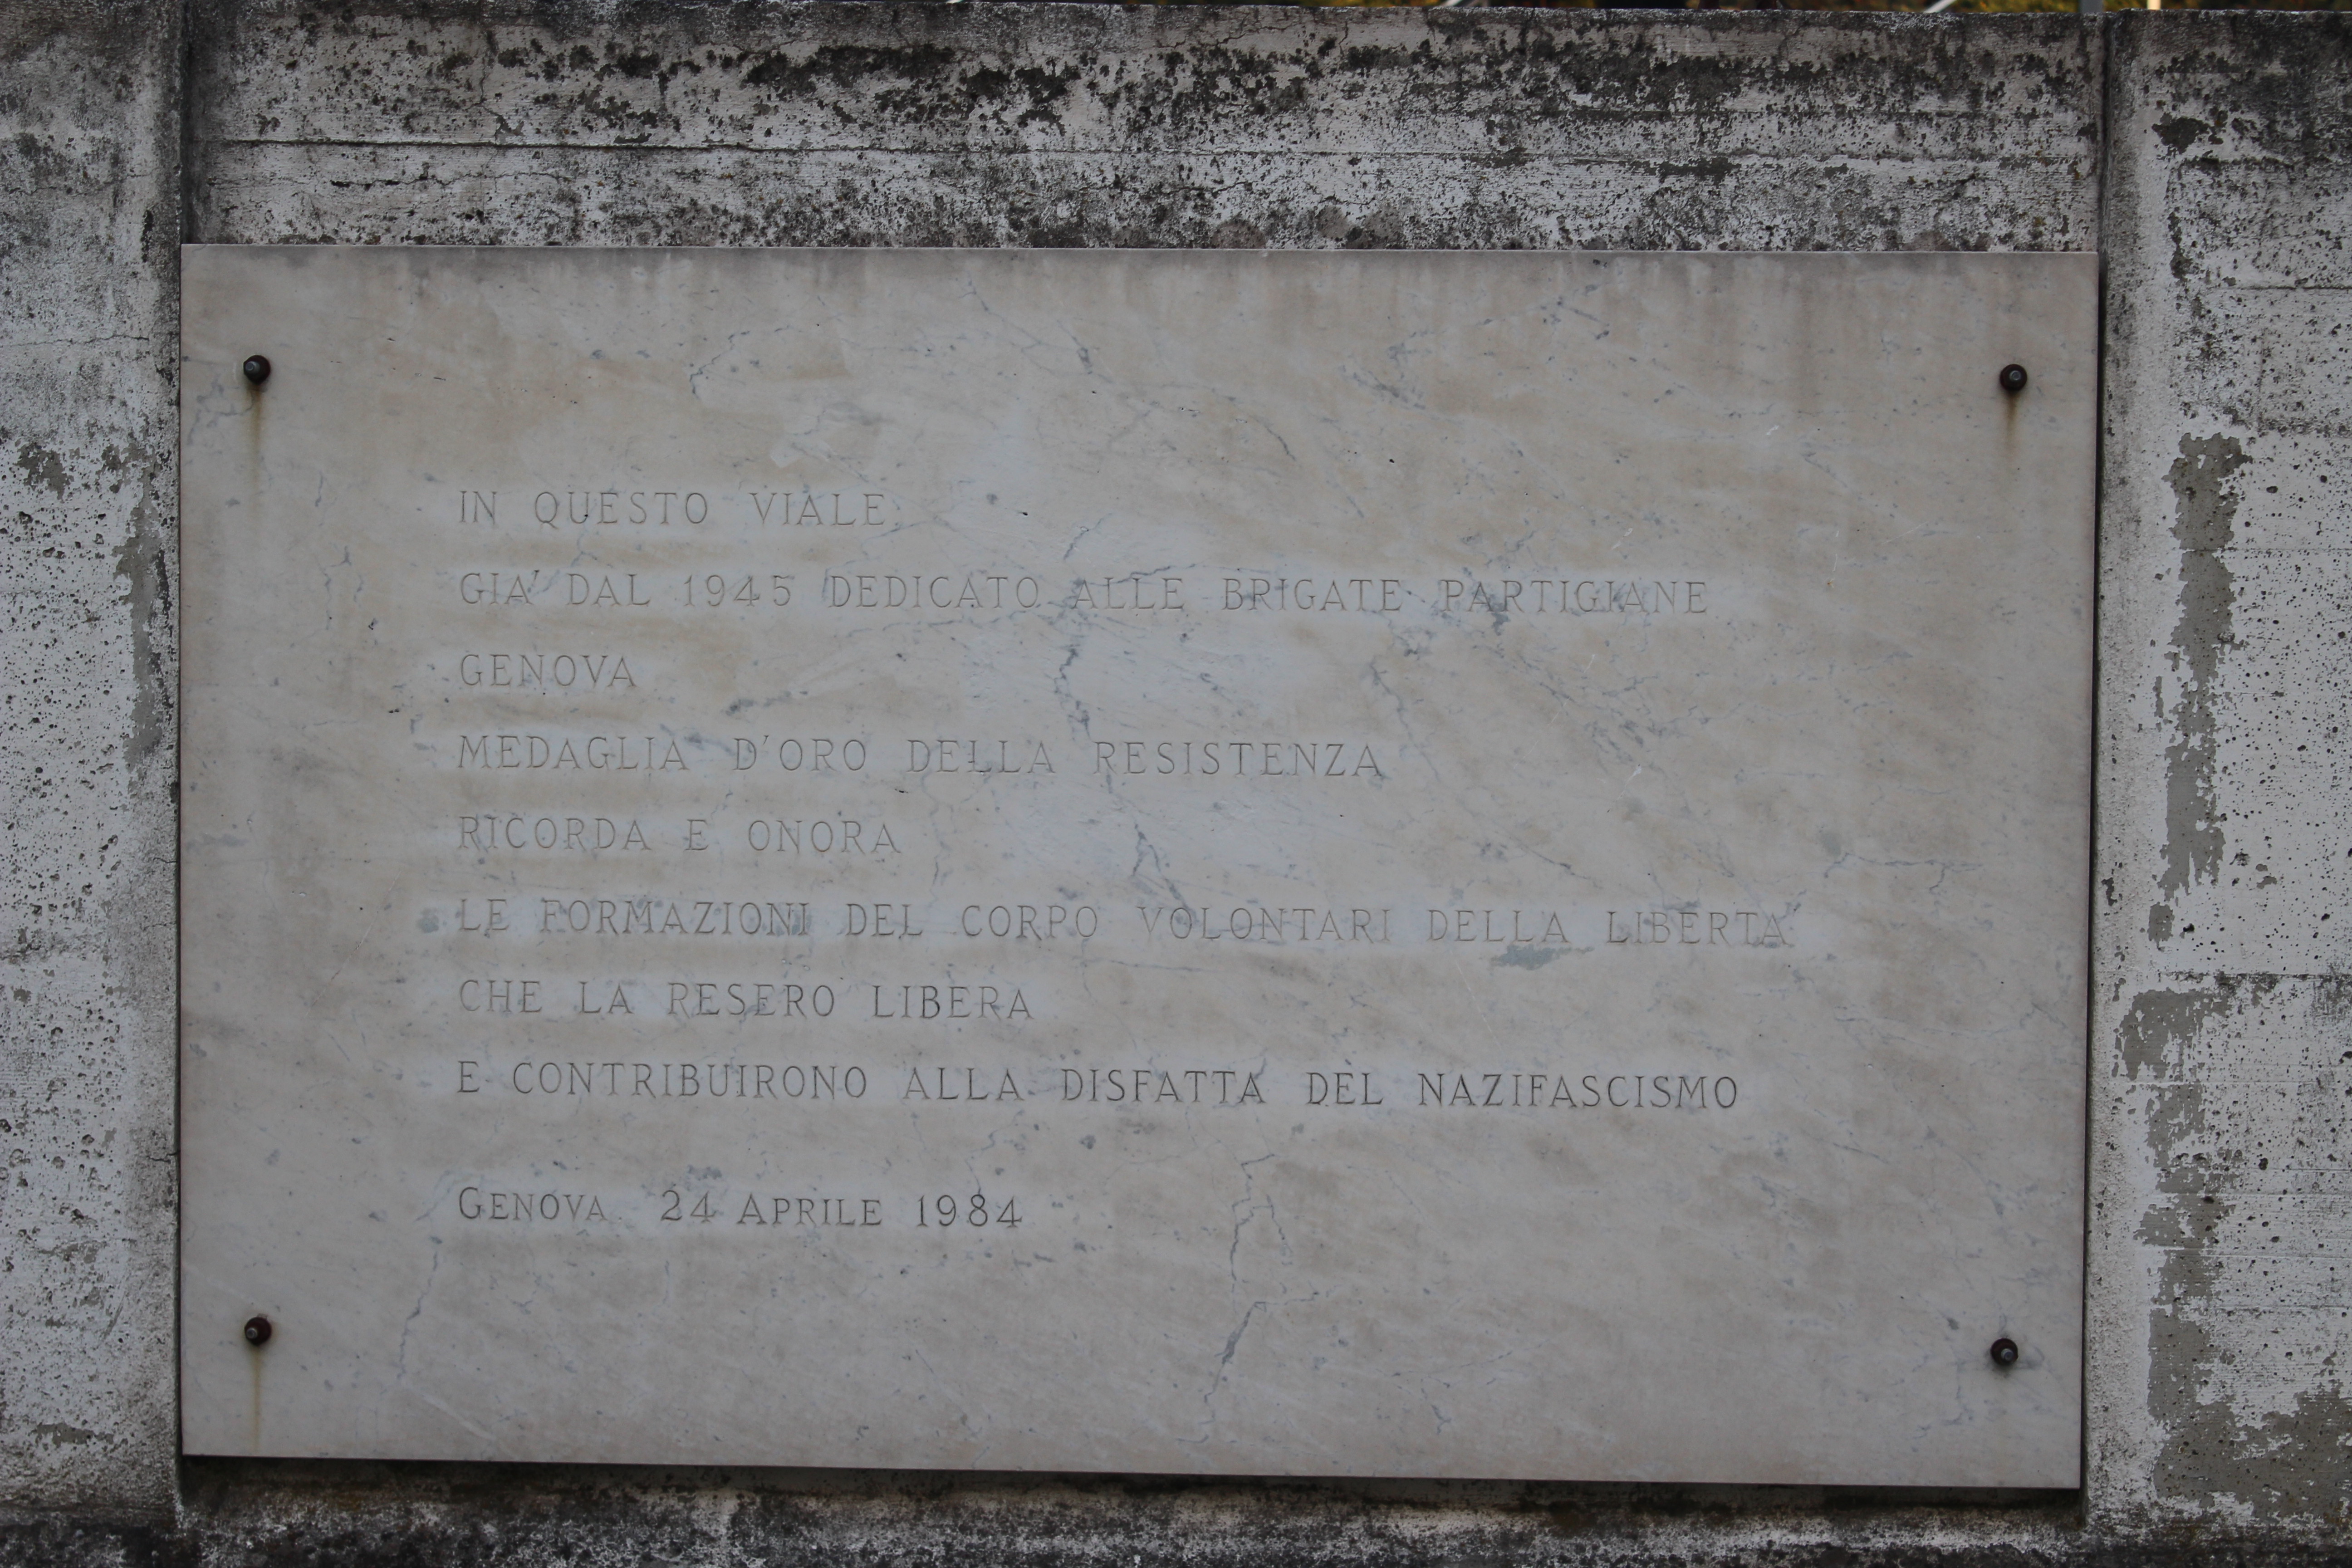 IN QUESTO VIALE
GIA' DAL 1945 DEDICATO ALLE BRIGATE PARTIGIANE
GENOVA
MEDAGLIA D'ORO DELLA RESISTENZA
RICORDA E ONORA
LE FORMAZIONI DEL CORPO VOLONTARI DELLA LIBERTA'
CHE LA RESERO LIBERA
E CONTRIBUIRONO ALLA DISFATTA DEL NAZIFASCISMO
GENOVA 24 APRILE 1984